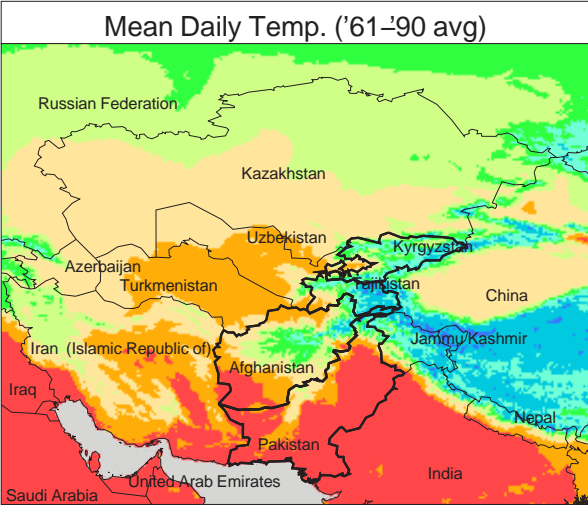 Mean Daily Temp. ('61–'90 avg)
Russian Federation
Kazakhstan
Uzbekistan
Kyrgyzstan
Azerbaijan
Turkmenistan
Tajikistan
China
Iran (Islamic Republic of)
Jammu/Kashmir
Afghanistan
Iraq
Nepal
Pakistan
India
United Arab Emirates
Saudi Arabia